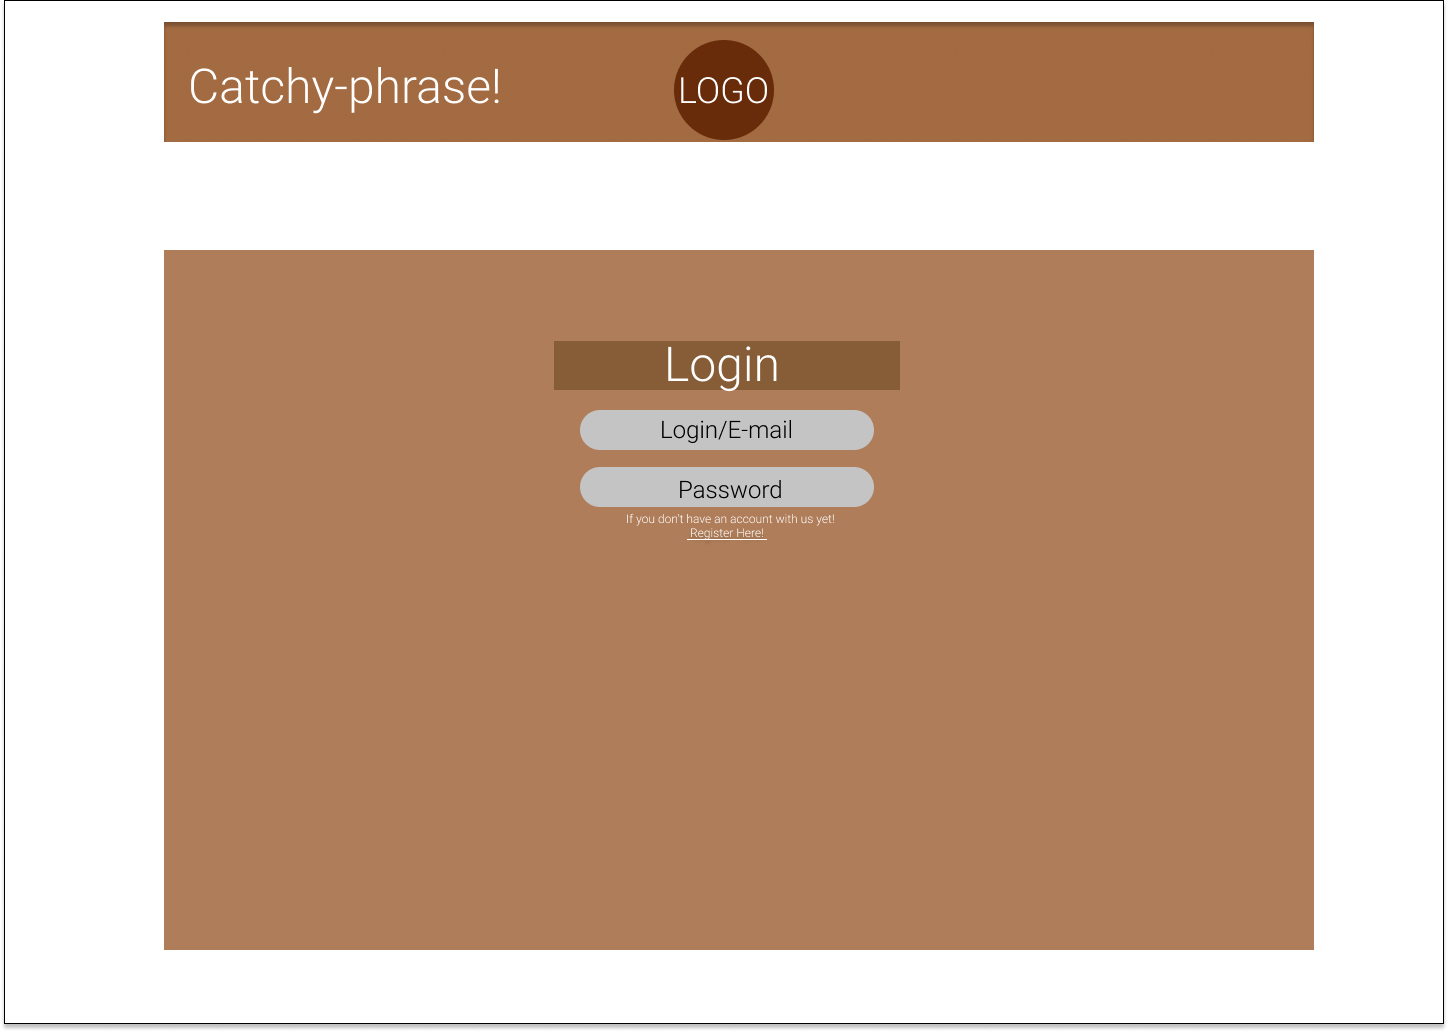 Catchy-phrase!
LOGO
Login
Login/E-mail
Password
If you don't have an account with us yet!
Register Here!